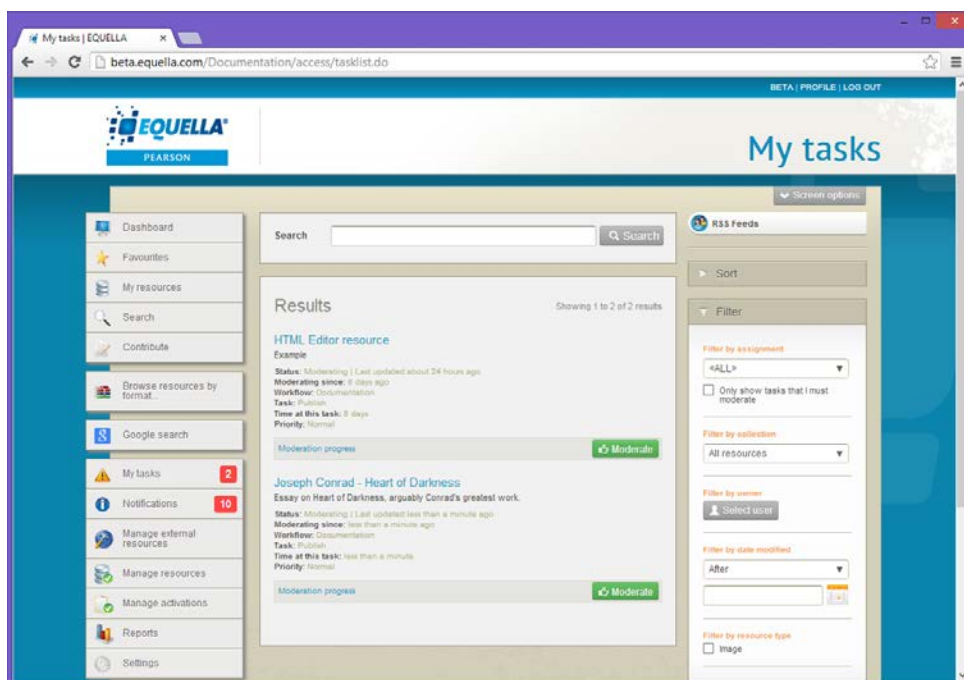 My tasks | EQUELLA
beta.equella.com/Documentation/access/tasklist.do
BETA | PROFILE | LOG OUT
EQUELLA
PEARSON
My tasks
Screen options
Dashboard
Favourites
My resources
Search
Contribute
Browse resources by
format...
Google search
My tasks 2
Notifications 10
Manage external
resources
Manage resources
Manage activations
Reports
Settings
Search Search
Results Showing 1 to 2 of 2 results
HTML Editor resource
Example
Status: Moderating | Last updated about 24 hours ago
Moderating since: 8 days ago
Workflow: Documentation
Task: Publish
Time at this task: 8 days
Priority: Normal
Moderation progress Moderate
Joseph Conrad - Heart of Darkness
Essay on Heart of Darkness, arguably Conrad's greatest work.
Status: Moderating | Last updated less than a minute ago
Moderating since: less than a minute ago
Workflow: Documentation
Task: Publish
Time at this task: less than a minute
Priority: Normal
Moderation progress Moderate
RSS Feeds
Sort
Filter
Filter by assignment
<ALL>
Only show tasks that I must
moderate
Filter by collection
All resources
Filter by owner
Select user
Filter by date modified
After
Filter by resource type
Image